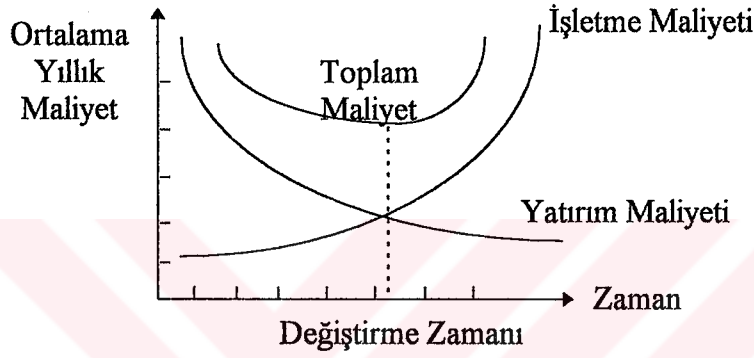 Ortalama
Yıllık
Maliyet
İşletme Maliyeti
Toplam
Maliyet
Yatırım Maliyeti
Zaman
Değiştirme Zamanı